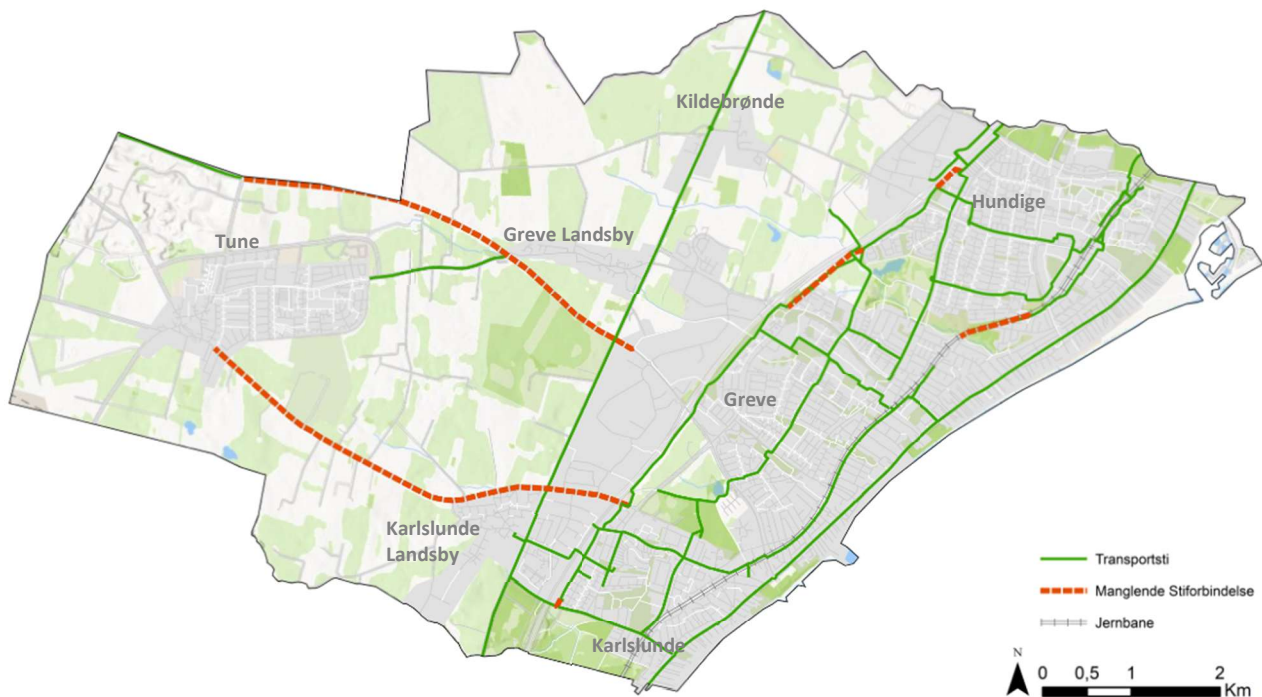 Kildebrønde
Hundige
Tune
Greve Landsby
Greve
Karlslunde
Landsby
Karlslunde
Transportsti
Manglende Stiforbindelse
Jernbane
N
0 0,5 1 2
Km